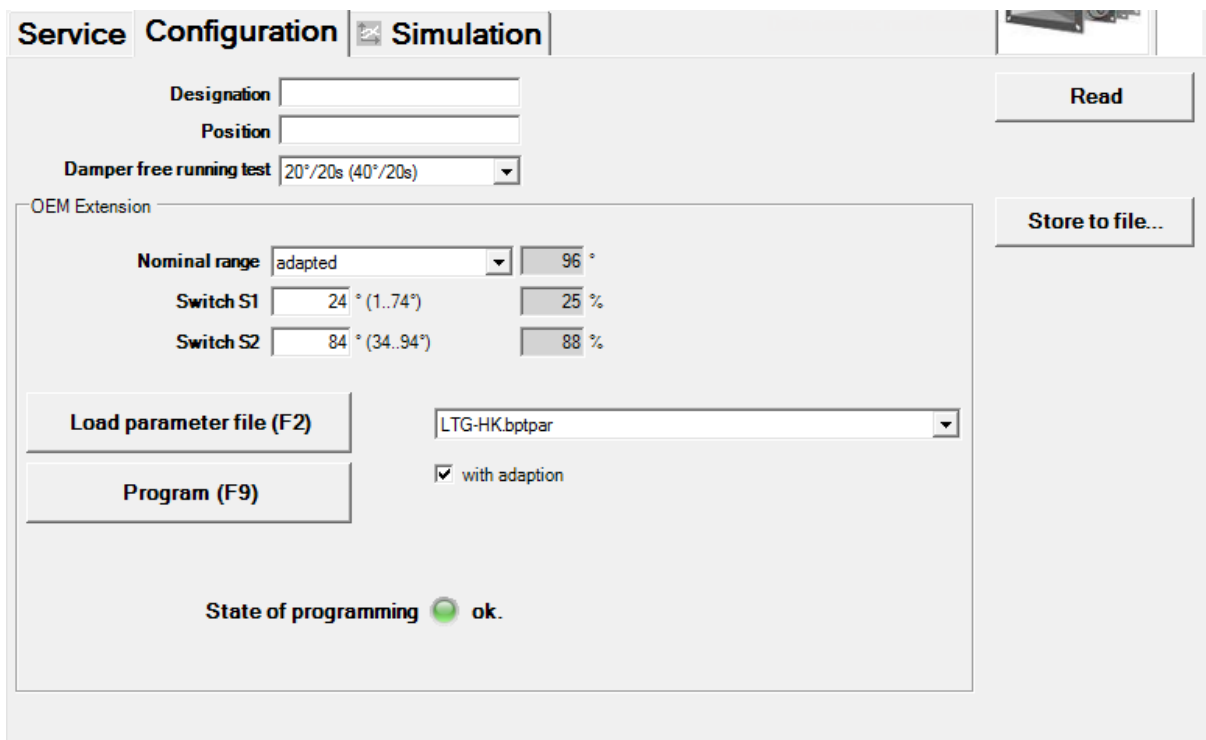 Service Configuration Simulation
Designation
Read
Position
Damper free running test 20°/20s (40°/20s)
OEM Extension
Store to file...
Nominal range adapted 96 °
Switch S1 24 ° (1..74°) 25 %
Switch S2 84 ° (34..94°) 88 %
Load parameter file (F2) LTG-HK.bptpar
with adaption
Program (F9)
State of programming ok.